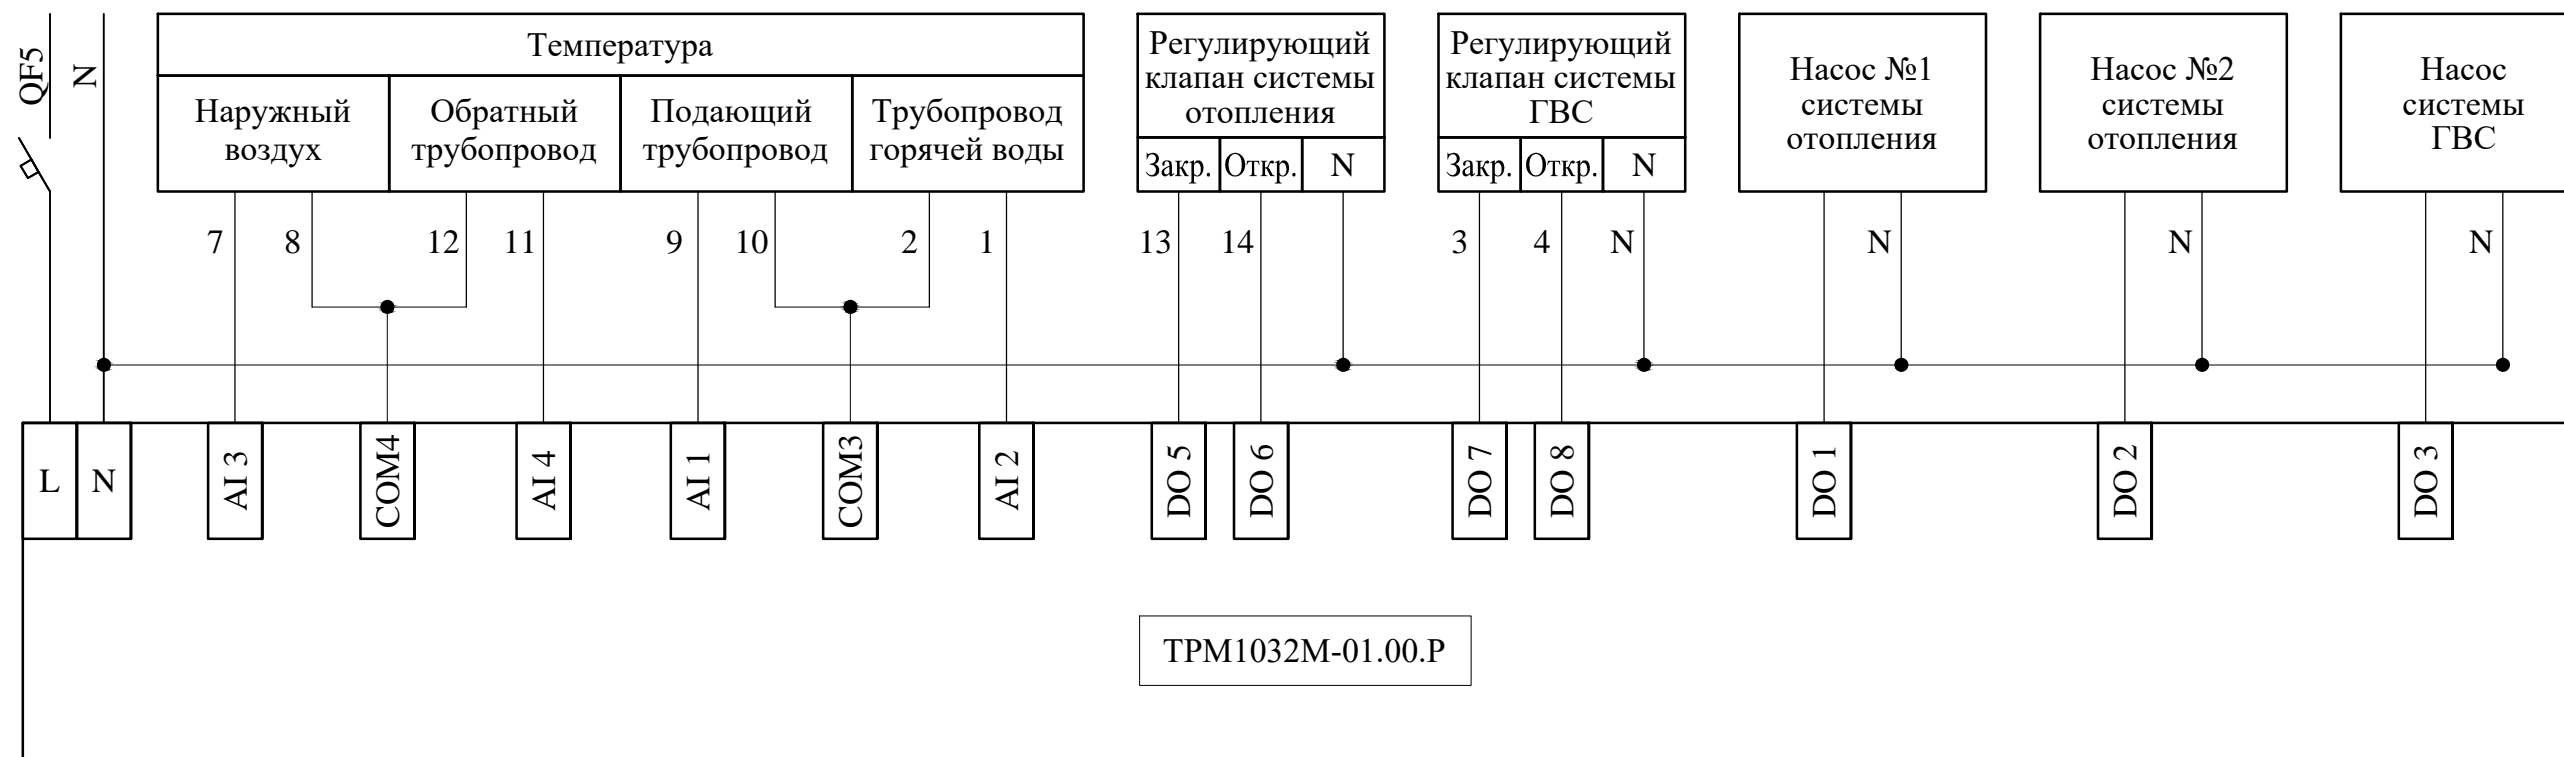 QF5
N
Температура
Наружный
воздух
Обратный
трубопровод
Подающий
трубопровод
Трубопровод
горячей воды
Регулирующий
клапан системы
отопления
Закр. Откр. N
Регулирующий
клапан системы
ГВС
Закр. Откр. N
Насос №1
системы
отопления
Насос №2
системы
отопления
Насос
системы
ГВС
7 8 12 11 9 10 2 1 13 14 3 4 N N N N
L N AI 3 COM4 AI 4 AI 1 COM3 AI 2 DO 5 DO 6 DO 7 DO 8 DO 1 DO 2 DO 3
ТРМ1032М-01.00.Р